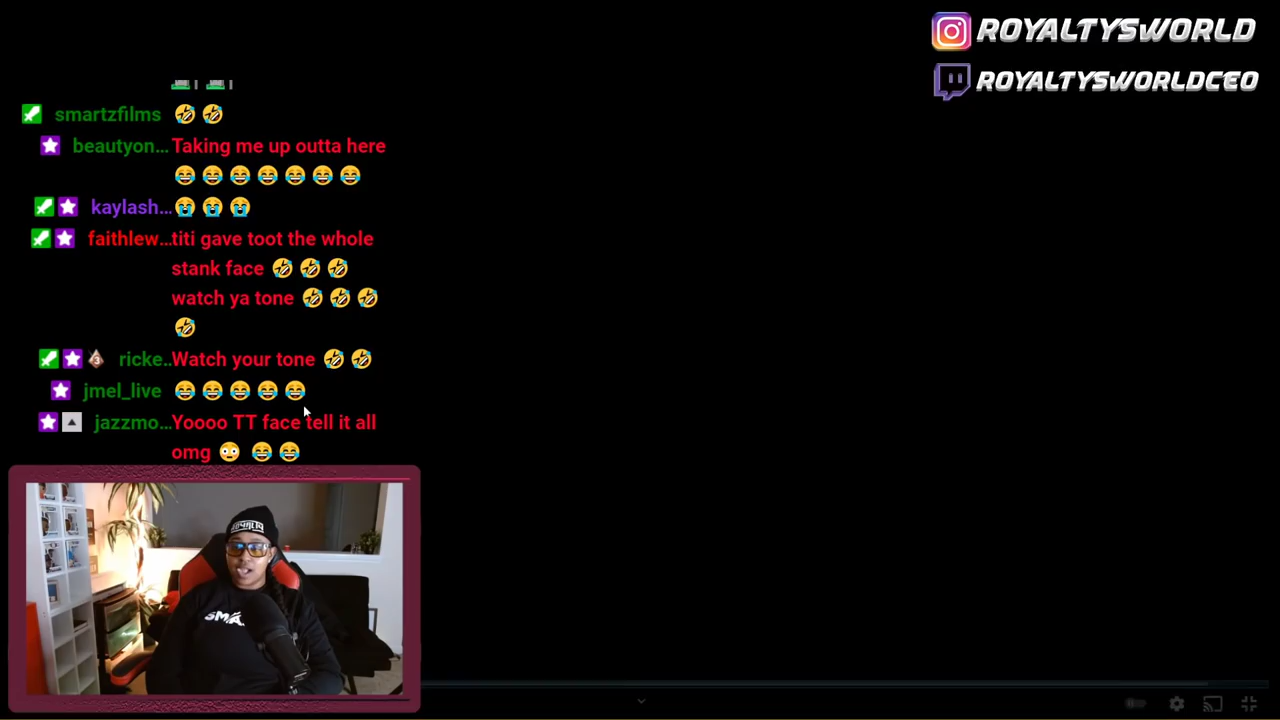 ROYALTYSWORLD
ROYALTYSWORLDCEO
smartzfilms 🤣 🤣
beautyon... Taking me up outta here
😂 😂 😂 😂 😂 😂 😂
kaylash... 😭 😭 😭
faithlew... titi gave toot the whole
stank face 🤣 🤣 🤣
watch ya tone 🤣 🤣 🤣
🤣
3 ricke.. Watch your tone 🤣 🤣
jmel_live 😂 😂 😂 😂 😂
jazzmo... Yoooo TT face tell it all
omg 😳 😂 😂